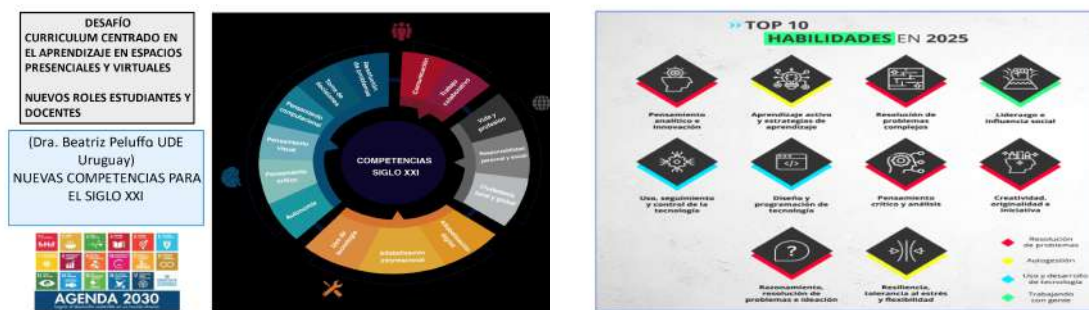 DESAFÍO
CURRICULUM CENTRADO EN
EL APRENDIZAJE EN ESPACIOS
PRESENCIALES Y VIRTUALES
NUEVOS ROLES ESTUDIANTES Y
DOCENTES
(Dra. Beatriz Peluffo UDE
Uruguay)
NUEVAS COMPETENCIAS PARA
EL SIGLO XXI
AGENDA 2030
COMPETENCIAS
SIGLO XXI
Comunicación
Trabajo
colaborativo
Vida y
profesión
Responsabilidad
personal y social
Ciudadanía
local y global
Alfabetización
digital
Alfabetización
informacional
Uso de
tecnología
Autonomía
Pensamiento
crítico
Pensamiento
visual
Pensamiento
computacional
Toma de
decisiones
Resolución
de problemas
>> TOP 10
HABILIDADES EN 2025
Pensamiento
analítico e
innovación
Aprendizaje activo
y estrategias de
aprendizaje
Resolución de
problemas
complejos
Liderazgo e
influencia social
Uso, seguimiento
y control de la
tecnología
Diseño y
programación de
tecnología
Pensamiento
crítico y análisis
Creatividad,
originalidad e
iniciativa
Razonamiento,
resolución de
problemas e ideación
Resiliencia,
tolerancia al estrés
y flexibilidad
Resolución
de problemas
Autogestión
Uso y desarrollo
de tecnología
Trabajando
con gente